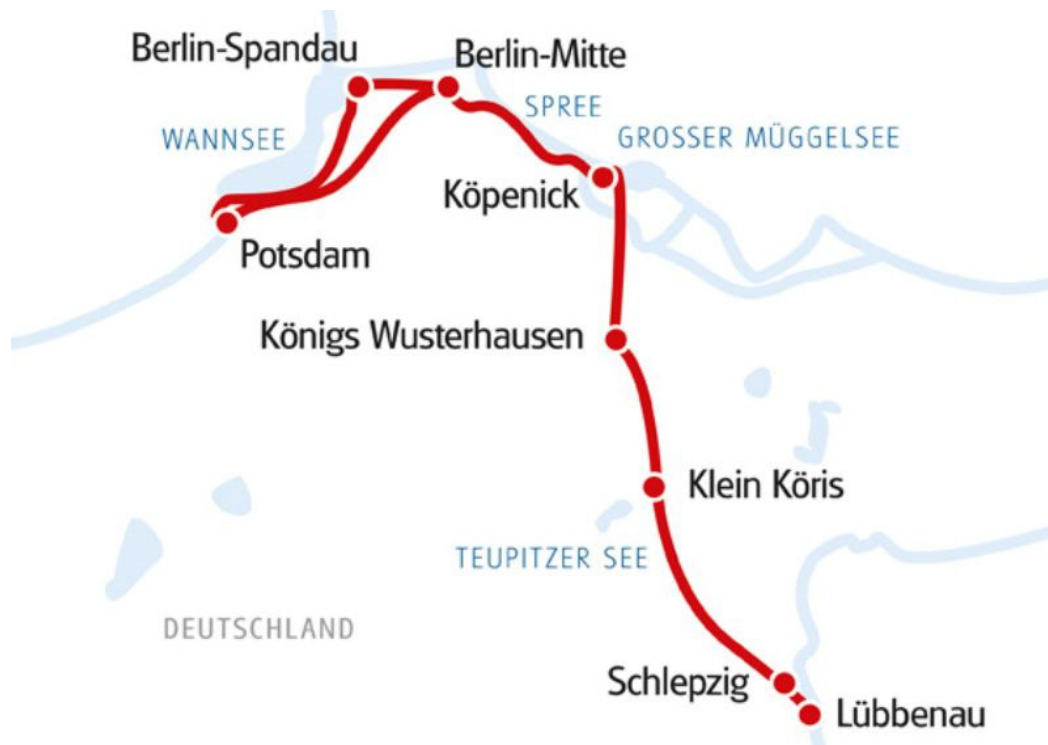 Berlin-Spandau
Berlin-Mitte
SPREE
WANNSEE
GROSSER MÜGGELSEE
Köpenick
Potsdam
Königs Wusterhausen
Klein Köris
TEUPITZER SEE
DEUTSCHLAND
Schlepzig
Lübbenau